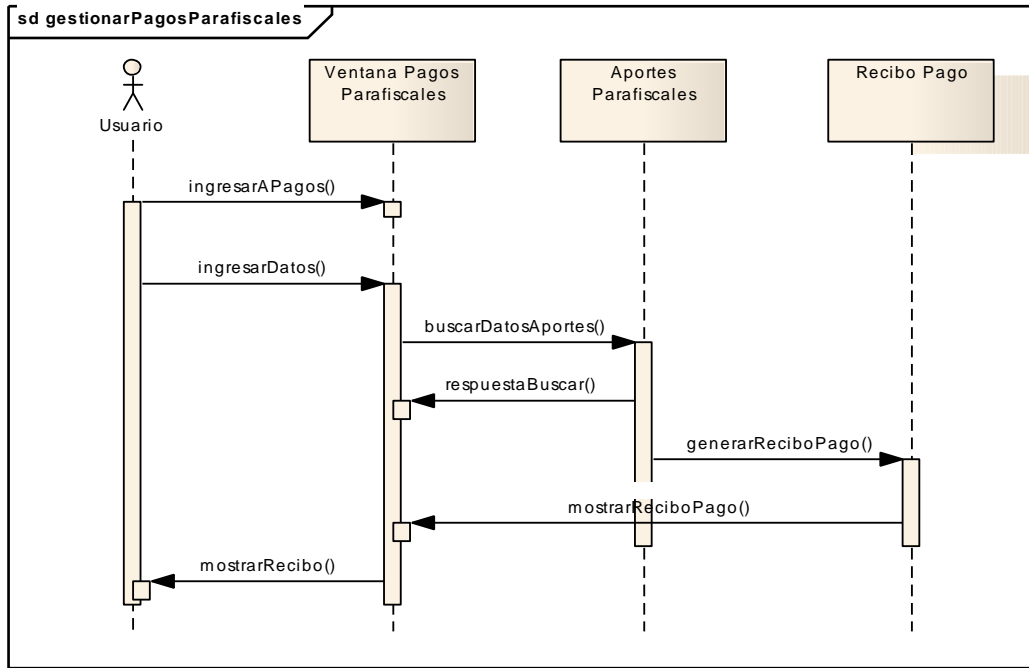 sd gestionarPagosParafiscales
Usuario
Ventana Pagos
Parafiscales
Aportes
Parafiscales
Recibo Pago
ingresarAPagos()
ingresarDatos()
buscarDatosAportes()
respuestaBuscar()
generarReciboPago()
mostrarReciboPago()
mostrarRecibo()